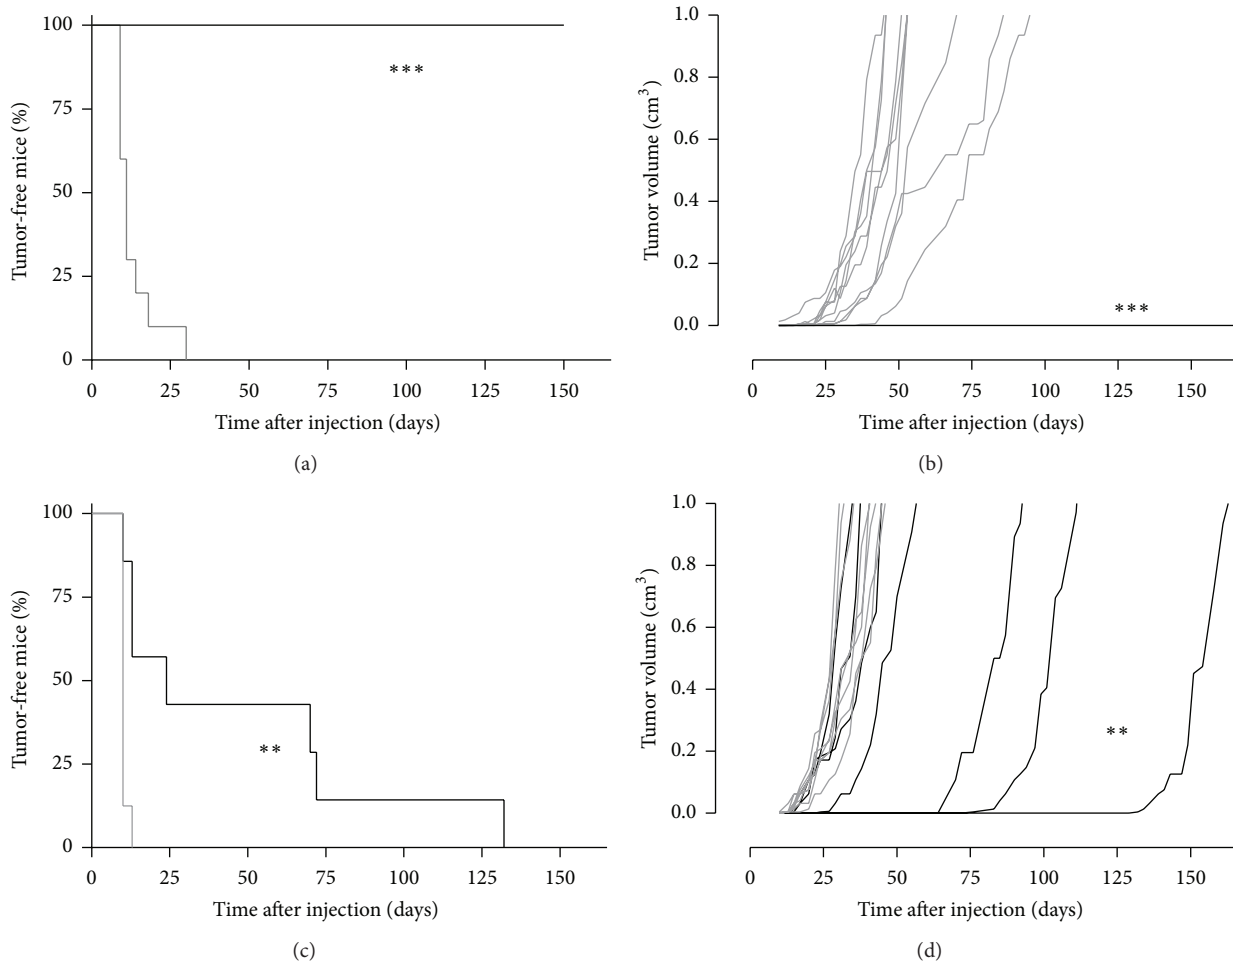 100
75
50
25
0
Tumor-free mice (%)
***
0 25 50 75 100 125 150
Time after injection (days)
(a)
1.0
0.8
0.6
0.4
0.2
0.0
Tumor volume (cm³)
***
0 25 50 75 100 125 150
Time after injection (days)
(b)
100
75
50
25
0
Tumor-free mice (%)
**
0 25 50 75 100 125 150
Time after injection (days)
(c)
1.0
0.8
0.6
0.4
0.2
0.0
Tumor volume (cm³)
**
0 25 50 75 100 125 150
Time after injection (days)
(d)